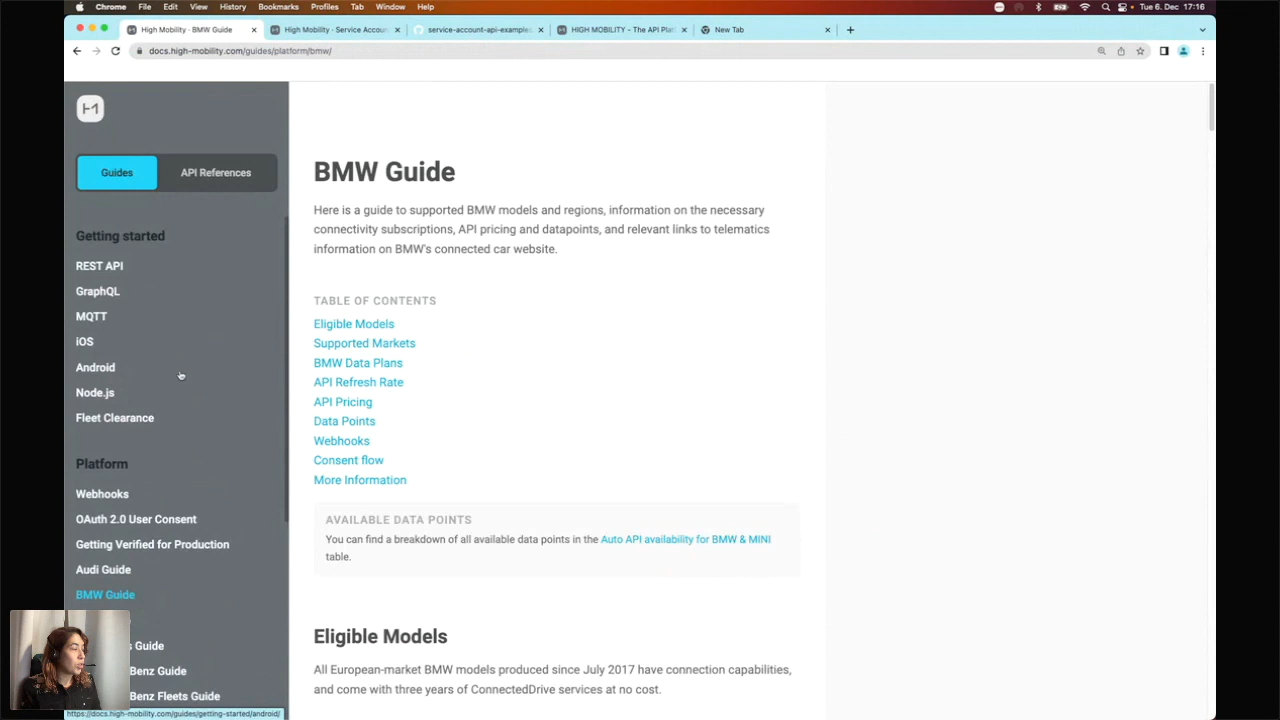 Chrome File Edit View History Bookmarks Profiles Tab Window Help Tue 6. Dec 17:16
High Mobility · BMW Guide
High Mobility · Service Accou
service-account-api-example
HIGH MOBILITY – The API Pla
New Tab
docs.high-mobility.com/guides/platform/bmw/
Guides
API References
Getting started
REST API
GraphQL
MQTT
iOS
Android
Node.js
Fleet Clearance
Platform
Webhooks
OAuth 2.0 User Consent
Getting Verified for Production
Audi Guide
BMW Guide
s Guide
Benz Guide
Benz Fleets Guide
https://docs.high-mobility.com/guides/getting-started/android/
BMW Guide
Here is a guide to supported BMW models and regions, information on the necessary
connectivity subscriptions, API pricing and datapoints, and relevant links to telematics
information on BMW's connected car website.
TABLE OF CONTENTS
Eligible Models
Supported Markets
BMW Data Plans
API Refresh Rate
API Pricing
Data Points
Webhooks
Consent flow
More Information
AVAILABLE DATA POINTS
You can find a breakdown of all available data points in the Auto API availability for BMW & MINI
table.
Eligible Models
All European-market BMW models produced since July 2017 have connection capabilities,
and come with three years of ConnectedDrive services at no cost.